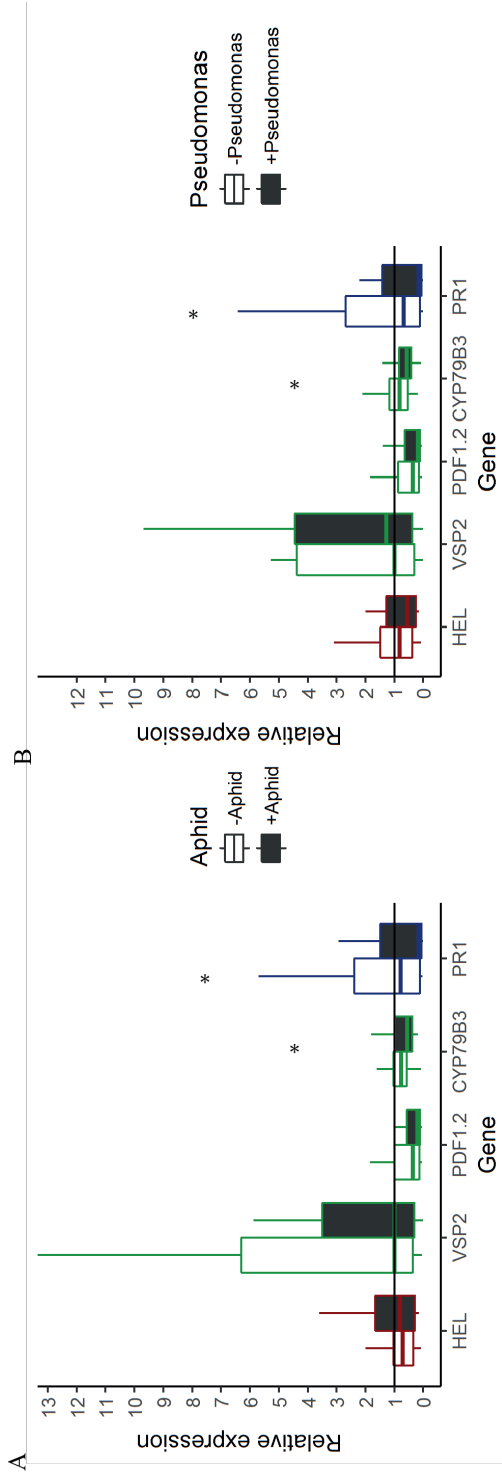 A
Relative expression
13
12
11
10
9
8
7
6
5
4
3
2
1
0
*
*
HEL
VSP2
PDF1.2
CYP79B3
PR1
Gene
Aphid
-Aphid
+Aphid
B
Relative expression
12
11
10
9
8
7
6
5
4
3
2
1
0
*
*
HEL
VSP2
PDF1.2
CYP79B3
PR1
Gene
Pseudomonas
-Pseudomonas
+Pseudomonas